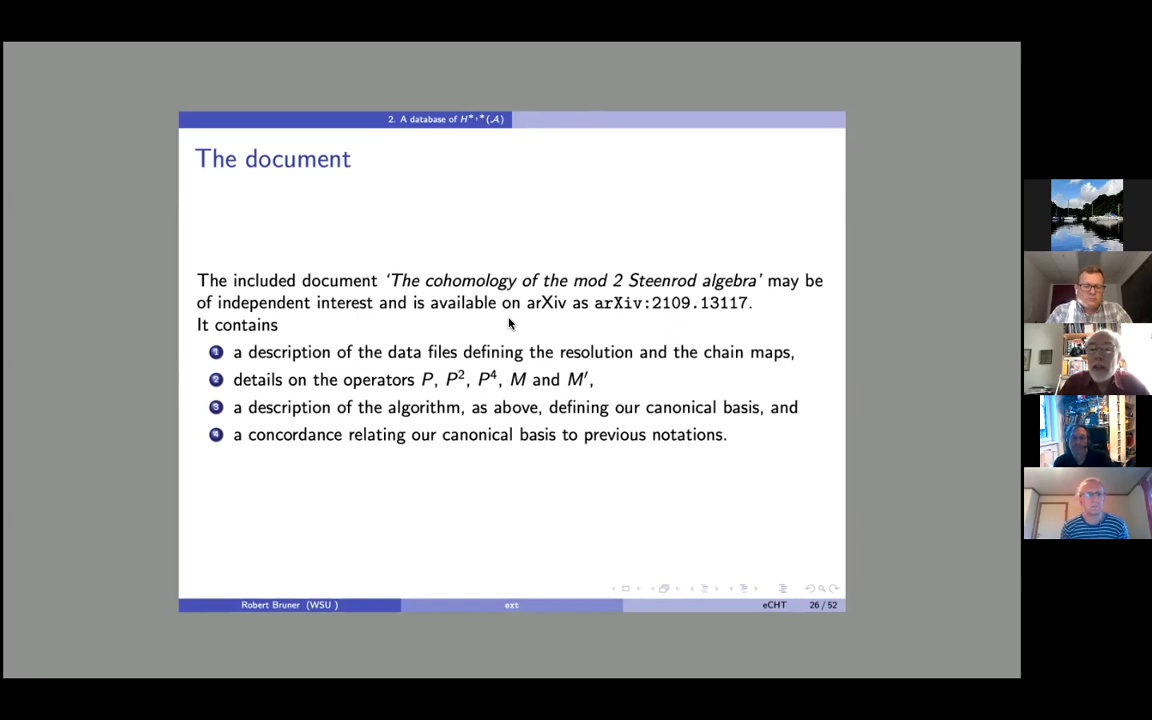 2. A database of H*,*(𝒜)
The document
The included document ‘The cohomology of the mod 2 Steenrod algebra’ may be
of independent interest and is available on arXiv as arXiv:2109.13117.
It contains
1 a description of the data files defining the resolution and the chain maps,
2 details on the operators P, P², P⁴, M and M′,
3 a description of the algorithm, as above, defining our canonical basis, and
4 a concordance relating our canonical basis to previous notations.
Robert Bruner (WSU ) ext eCHT 26 / 52